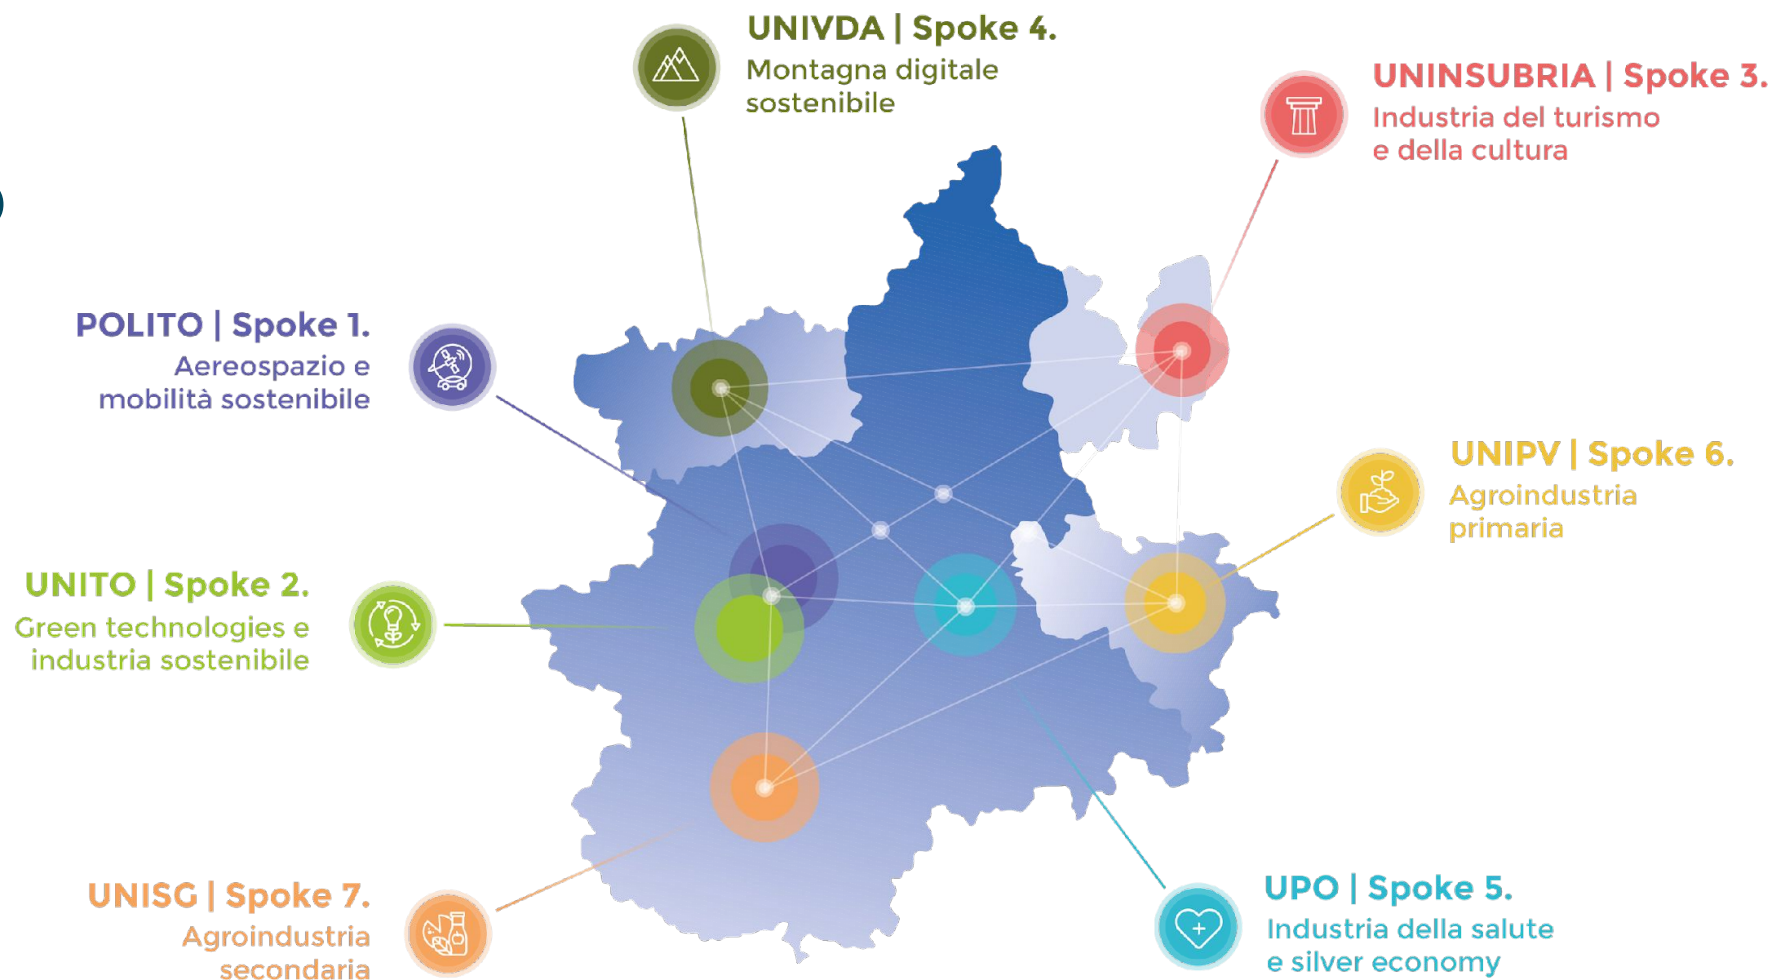 UNIVDA | Spoke 4.
Montagna digitale
sostenibile
UNINSUBRIA | Spoke 3.
Industria del turismo
e della cultura
POLITO | Spoke 1.
Aereospazio e
mobilità sostenibile
UNIPV | Spoke 6.
Agroindustria
primaria
UNITO | Spoke 2.
Green technologies e
industria sostenibile
UNISG | Spoke 7.
Agroindustria
secondaria
UPO | Spoke 5.
Industria della salute
e silver economy